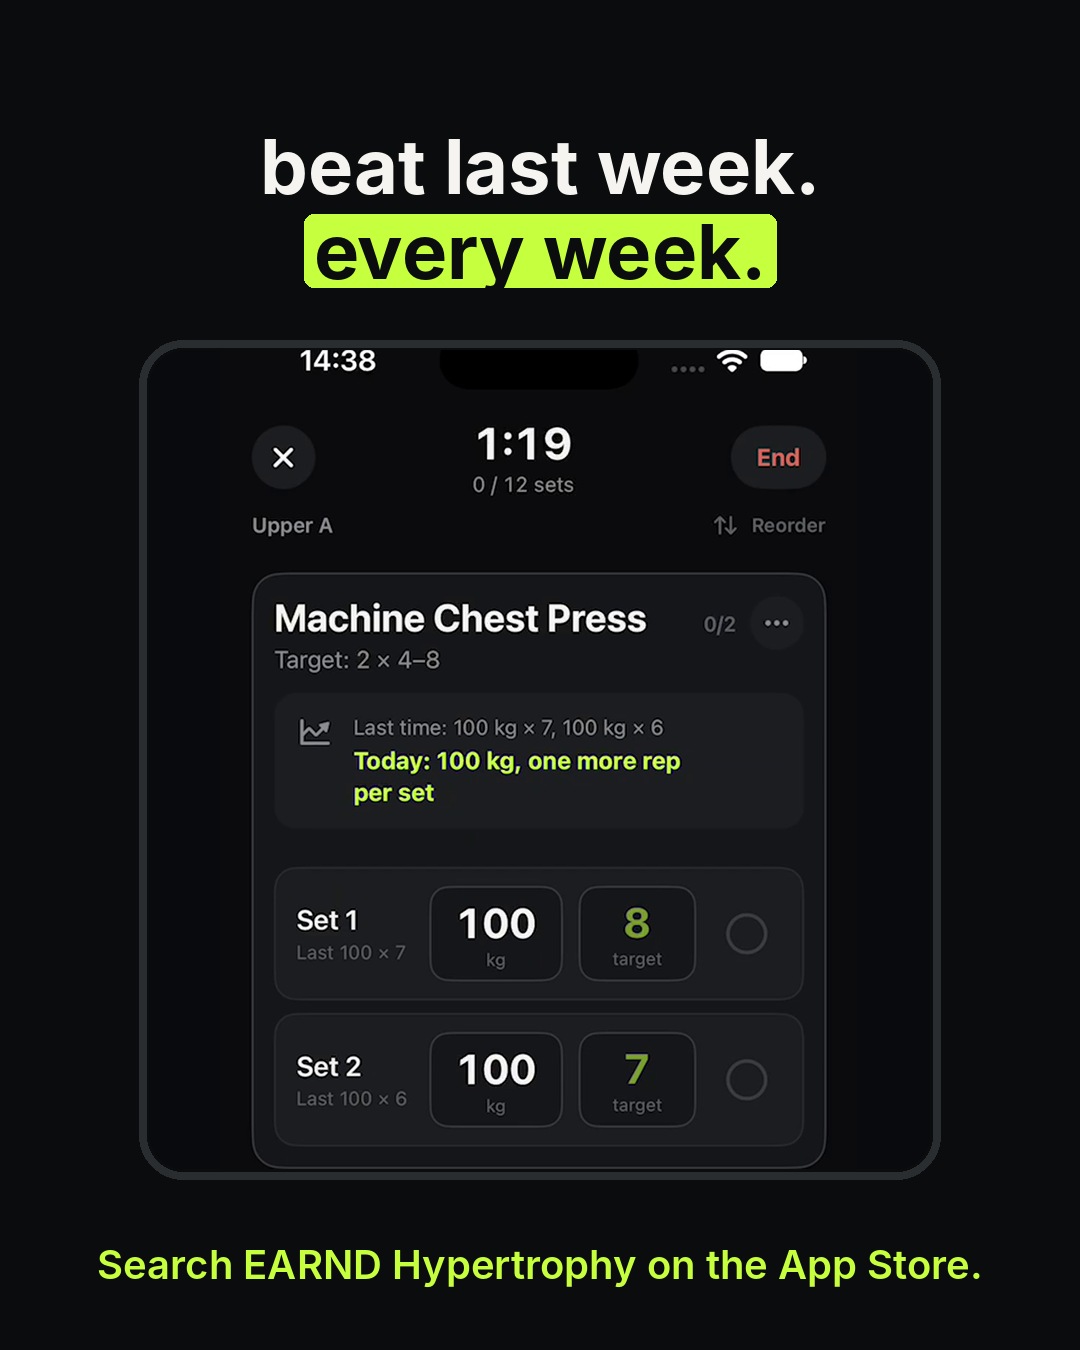 beat last week.
every week.
14:38
1:19
End
0 / 12 sets
Upper A
Reorder
Machine Chest Press
0/2
Target: 2 × 4–8
Last time: 100 kg × 7, 100 kg × 6
Today: 100 kg, one more rep
per set
Set 1
Last 100 × 7
100
kg
8
target
Set 2
Last 100 × 6
100
kg
7
target
Search EARND Hypertrophy on the App Store.